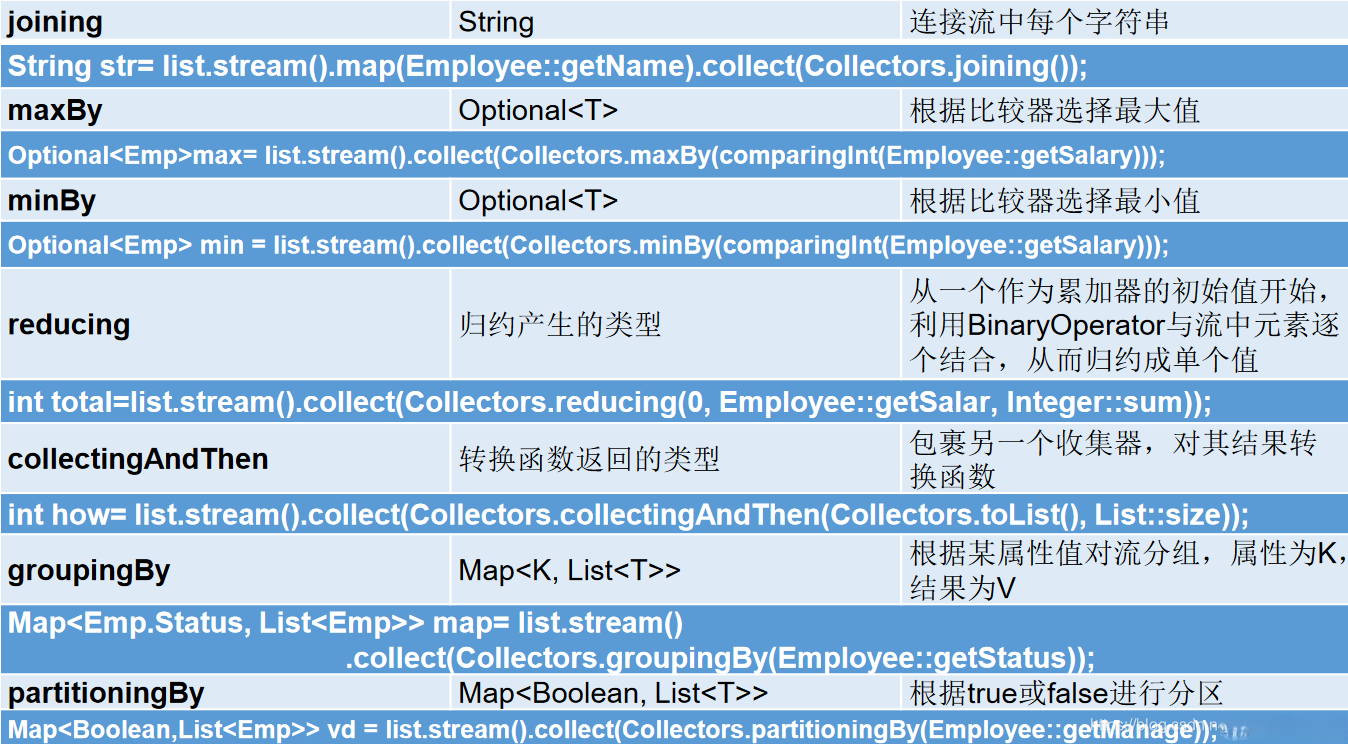 joining String 连接流中每个字符串
String str= list.stream().map(Employee::getName).collect(Collectors.joining());
maxBy Optional<T> 根据比较器选择最大值
Optional<Emp>max= list.stream().collect(Collectors.maxBy(comparingInt(Employee::getSalary)));
minBy Optional<T> 根据比较器选择最小值
Optional<Emp> min = list.stream().collect(Collectors.minBy(comparingInt(Employee::getSalary)));
reducing 归约产生的类型 从一个作为累加器的初始值开始，
利用BinaryOperator与流中元素逐
个结合，从而归约成单个值
int total=list.stream().collect(Collectors.reducing(0, Employee::getSalar, Integer::sum));
collectingAndThen 转换函数返回的类型 包裹另一个收集器，对其结果转
换函数
int how= list.stream().collect(Collectors.collectingAndThen(Collectors.toList(), List::size));
groupingBy Map<K, List<T>> 根据某属性值对流分组，属性为K，
结果为V
Map<Emp.Status, List<Emp>> map= list.stream()
.collect(Collectors.groupingBy(Employee::getStatus));
partitioningBy Map<Boolean, List<T>> 根据true或false进行分区
Map<Boolean,List<Emp>> vd = list.stream().collect(Collectors.partitioningBy(Employee::getManage));